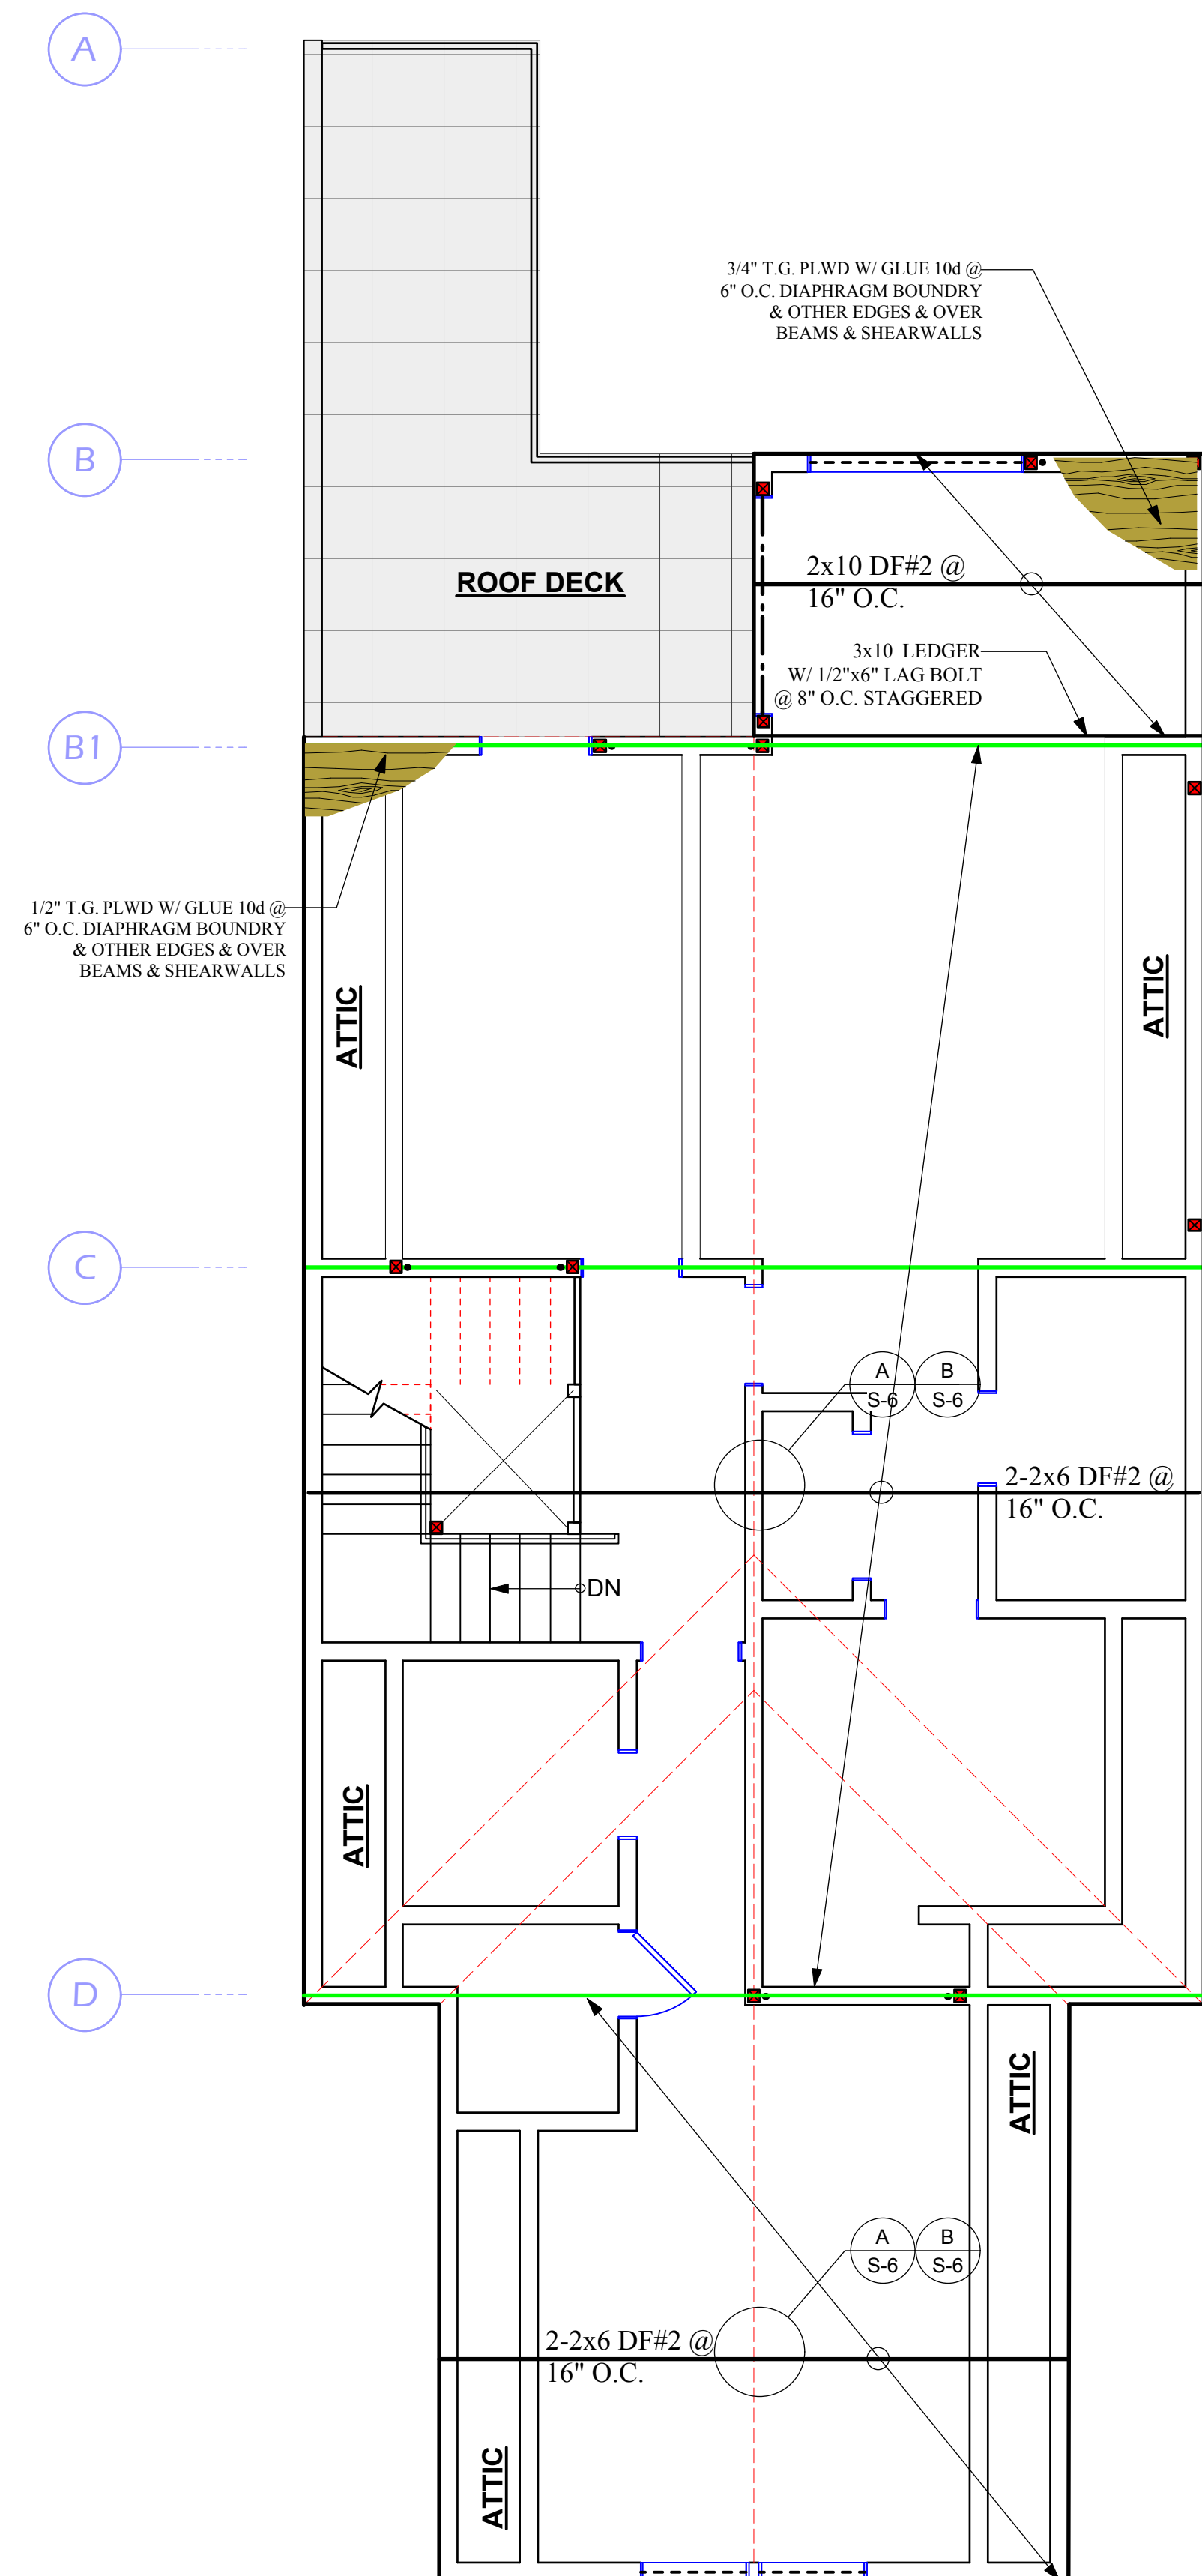 A
3/4" T.G. PLWD W/ GLUE 10d @
6" O.C. DIAPHRAGM BOUNDRY
& OTHER EDGES & OVER
BEAMS & SHEARWALLS
B
ROOF DECK
2x10 DF#2 @
16" O.C.
3x10 LEDGER
W/ 1/2"x6" LAG BOLT
@ 8" O.C. STAGGERED
B1
1/2" T.G. PLWD W/ GLUE 10d @
6" O.C. DIAPHRAGM BOUNDRY
& OTHER EDGES & OVER
BEAMS & SHEARWALLS
ATTIC
ATTIC
C
A
S-6
B
S-6
2-2x6 DF#2 @
16" O.C.
DN
ATTIC
D
ATTIC
A
S-6
B
S-6
2-2x6 DF#2 @
16" O.C.
ATTIC